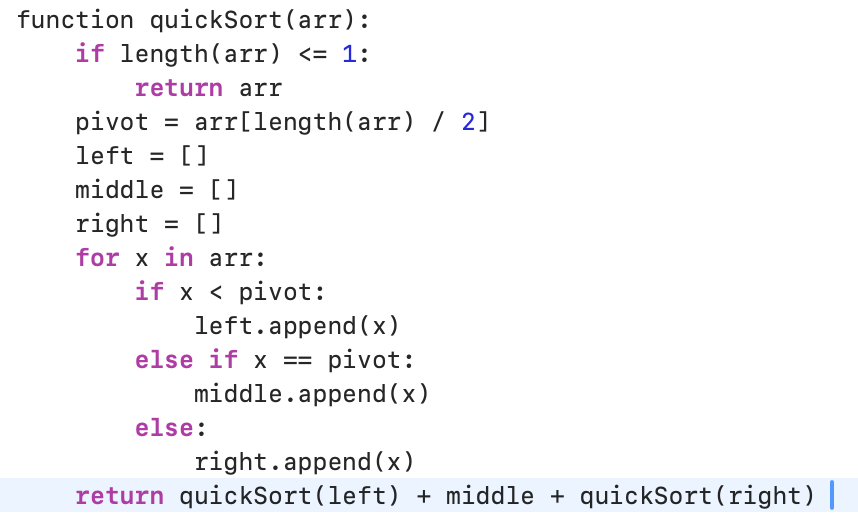 function quickSort(arr):
    if length(arr) <= 1:
        return arr
    pivot = arr[length(arr) / 2]
    left = []
    middle = []
    right = []
    for x in arr:
        if x < pivot:
            left.append(x)
        else if x == pivot:
            middle.append(x)
        else:
            right.append(x)
    return quickSort(left) + middle + quickSort(right)